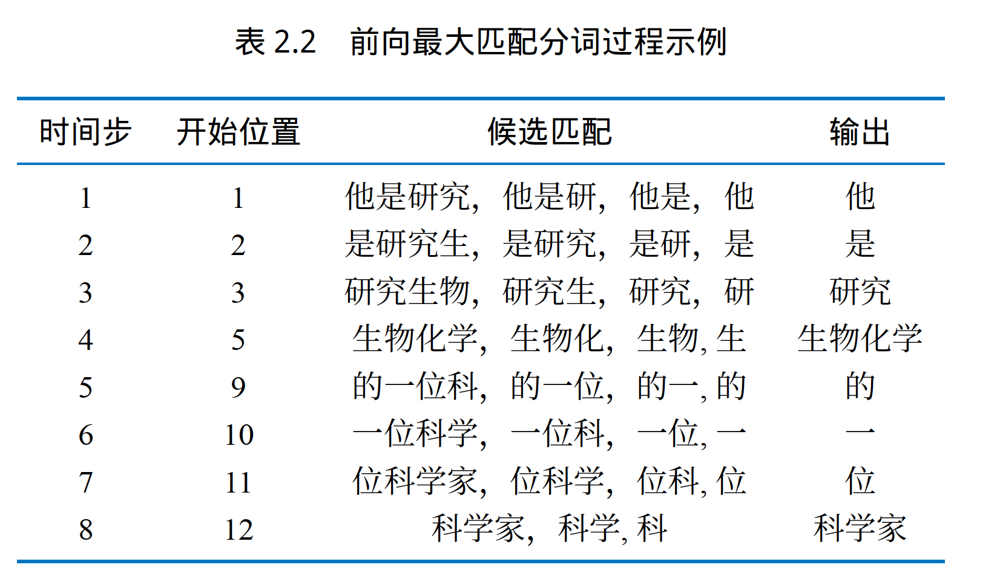 表 2.2 前向最大匹配分词过程示例
时间步 开始位置 候选匹配 输出
1 1 他是研究，他是研，他是，他 他
2 2 是研究生，是研究，是研，是 是
3 3 研究生物，研究生，研究，研 研究
4 5 生物化学，生物化，生物, 生 生物化学
5 9 的一位科，的一位，的一, 的 的
6 10 一位科学，一位科，一位, 一 一
7 11 位科学家，位科学，位科, 位 位
8 12 科学家，科学, 科 科学家